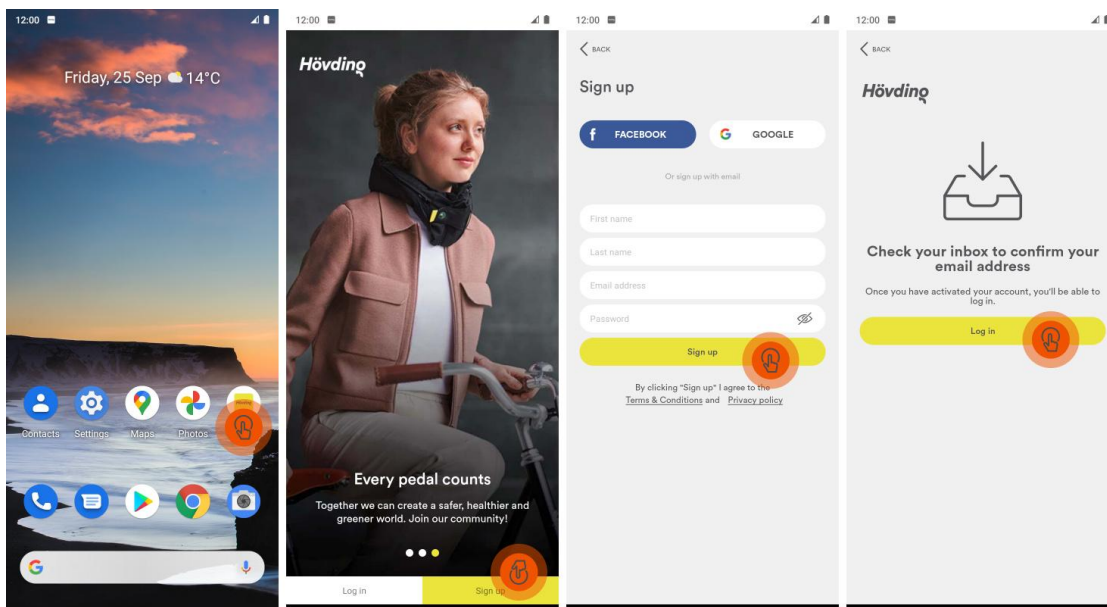 12:00
Friday, 25 Sep 14°C
Contacts
Settings
Maps
Photos
G
12:00
Hövding
Every pedal counts
Together we can create a safer, healthier and
greener world. Join our community!
Log in
Sign up
12:00
BACK
Sign up
f FACEBOOK
G GOOGLE
Or sign up with email
First name
Last name
Email address
Password
Sign up
By clicking "Sign up" I agree to the
Terms & Conditions and Privacy policy
12:00
BACK
Hövding
Check your inbox to confirm your
email address
Once you have activated your account, you'll be able to
log in.
Log in